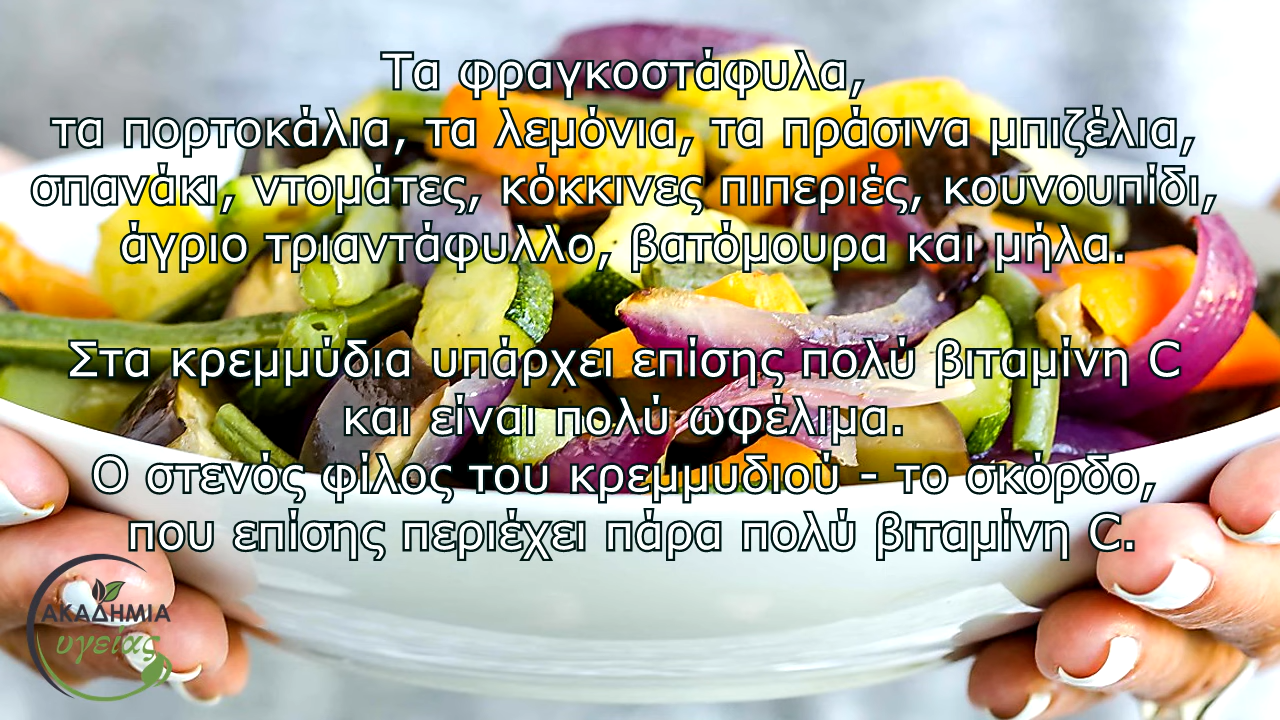 Τα φραγκοστάφυλα,
τα πορτοκάλια, τα λεμόνια, τα πράσινα μπιζέλια,
σπανάκι, ντομάτες, κόκκινες πιπεριές, κουνουπίδι,
άγριο τριαντάφυλλο, βατόμουρα και μήλα.
Στα κρεμμύδια υπάρχει επίσης πολύ βιταμίνη C
και είναι πολύ ωφέλιμα.
Ο στενός φίλος του κρεμμυδιού - το σκόρδο,
που επίσης περιέχει πάρα πολύ βιταμίνη C.
ΑΚΑΔΗΜΙΑ
υγείας